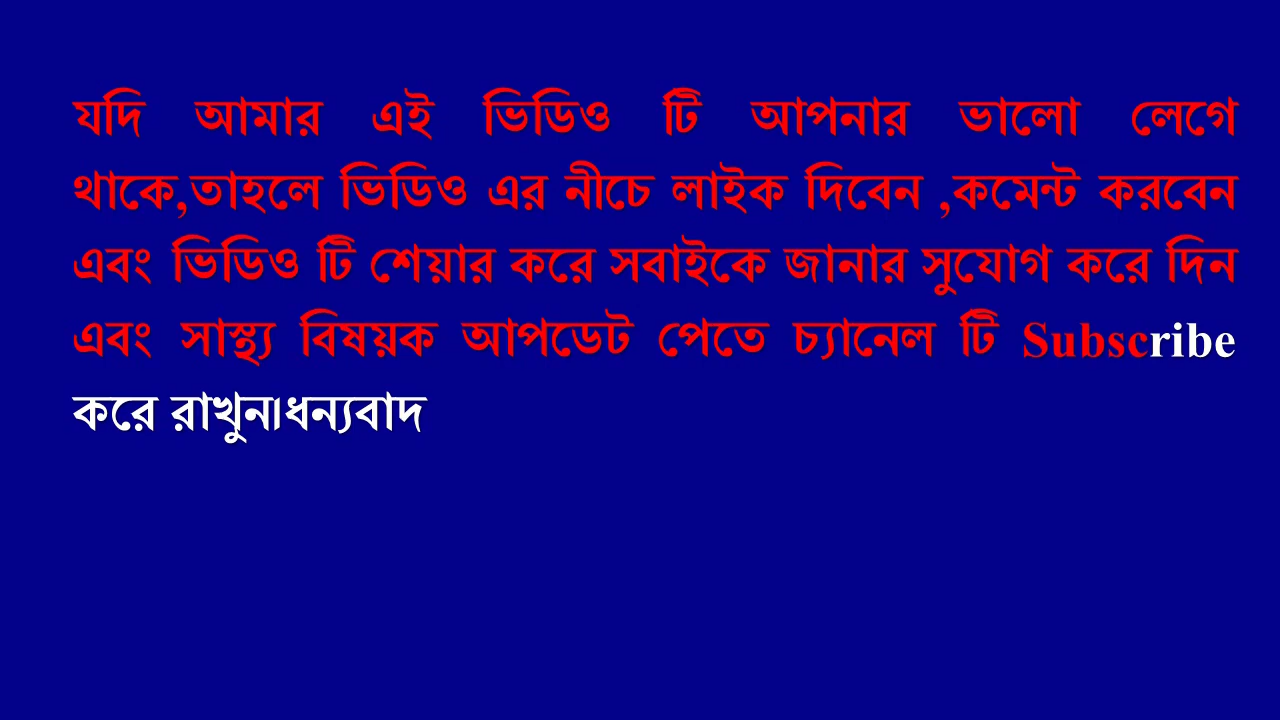 যদি আমার এই ভিডিও টি আপনার ভালো লেগে
থাকে,তাহলে ভিডিও এর নীচে লাইক দিবেন ,কমেন্ট করবেন
এবং ভিডিও টি শেয়ার করে সবাইকে জানার সুযোগ করে দিন
এবং সাস্থ্য বিষয়ক আপডেট পেতে চ্যানেল টি Subscribe
করে রাখুন।ধন্যবাদ